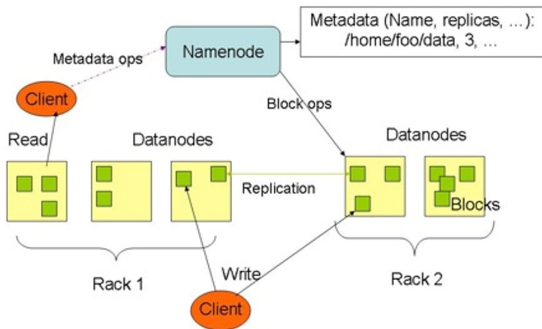 Metadata (Name, replicas, ...):
/home/foo/data, 3, ...
Namenode
Metadata ops
Client
Block ops
Read
Datanodes
Datanodes
Replication
Blocks
Rack 1
Write
Rack 2
Client